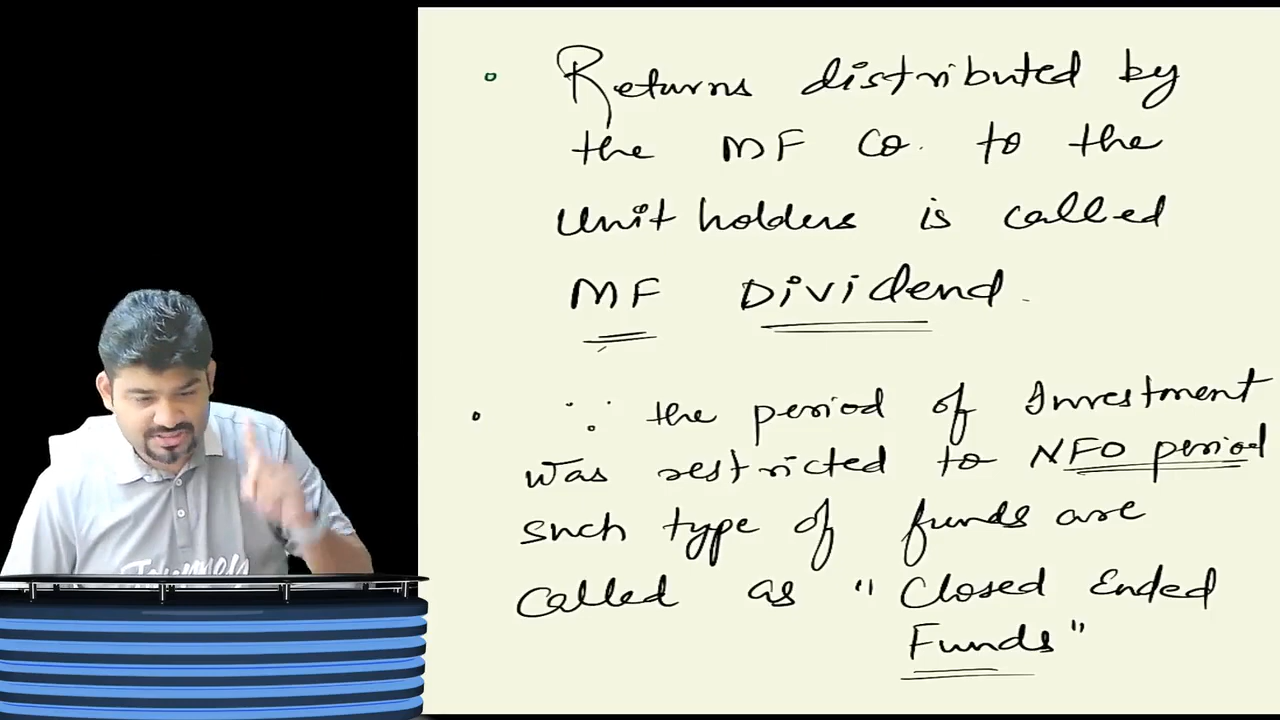 • Returns distributed by
the MF Co. to the
unit holders is called
MF Dividend.
• ∵ the period of Investment
was restricted to NFO period
such type of funds are
called as "Closed Ended
Funds"